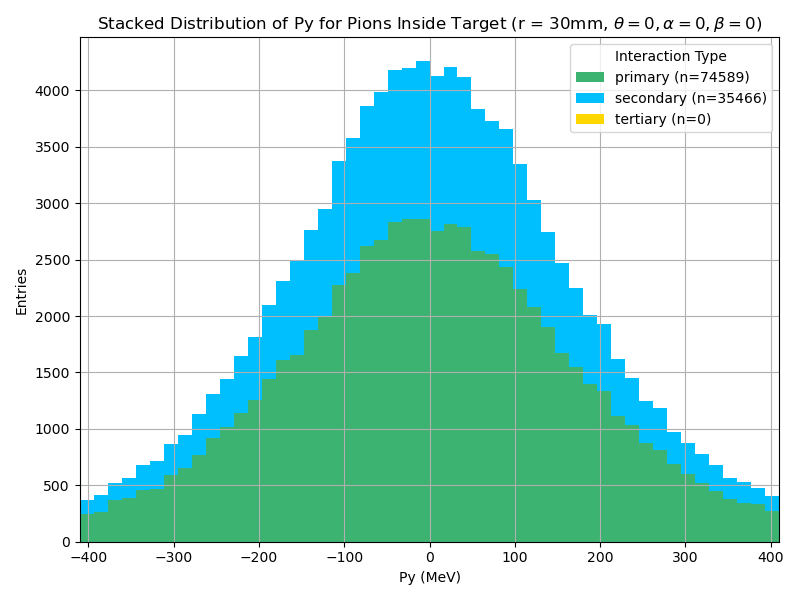 Stacked Distribution of Py for Pions Inside Target (r = 30mm, θ = 0, α = 0, β = 0)
Interaction Type
primary (n=74589)
secondary (n=35466)
tertiary (n=0)
Entries
4000
3500
3000
2500
2000
1500
1000
500
0
−400 −300 −200 −100 0 100 200 300 400
Py (MeV)